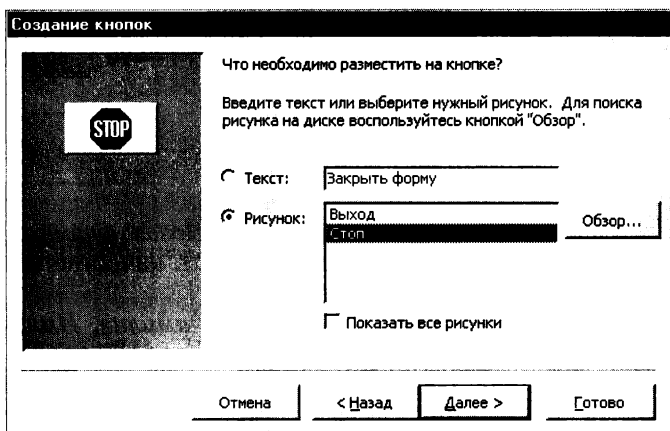 Создание кнопок
STOP
Что необходимо разместить на кнопке?
Введите текст или выберите нужный рисунок. Для поиска
рисунка на диске воспользуйтесь кнопкой "Обзор".
Текст: Закрыть форму
Рисунок: Выход
Стоп
Обзор...
Показать все рисунки
Отмена < Назад Далее > Готово